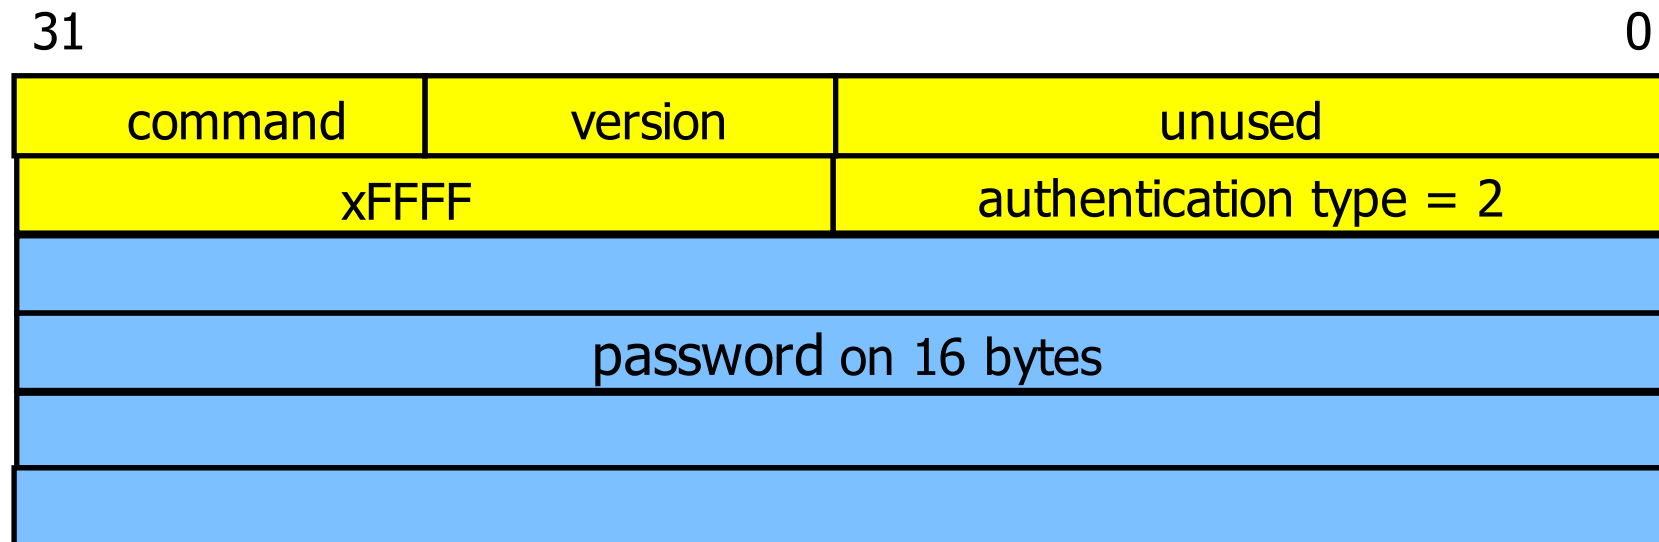 31 0
command version unused
xFFFF authentication type = 2
password on 16 bytes